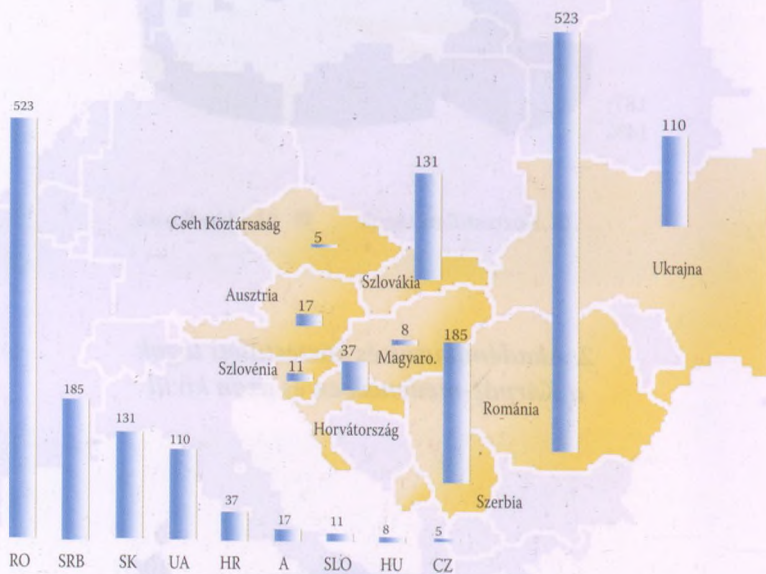 523
523
110
131
Cseh Köztársaság
5
Ukrajna
Szlovákia
Ausztria
17
8
185
Magyaro.
37
Szlovénia
11
185
Románia
Horvátország
131
110
Szerbia
37
17
11
8
5
RO SRB SK UA HR A SLO HU CZ